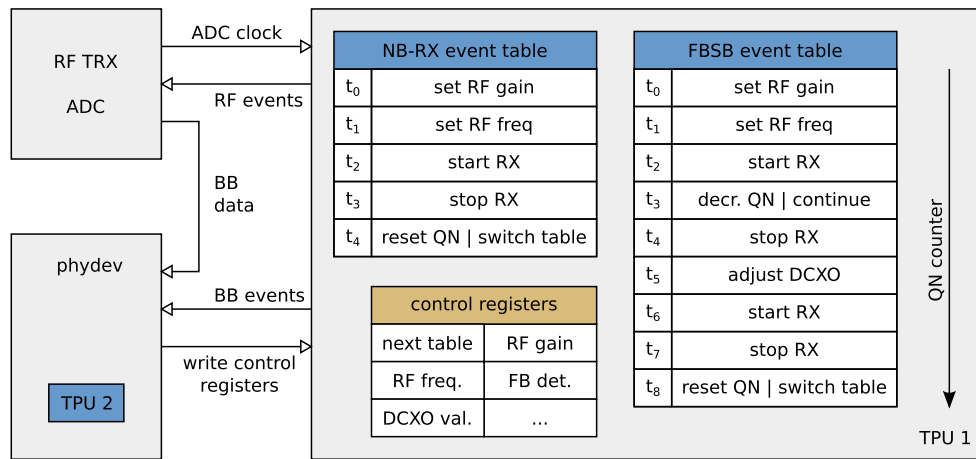 RF TRX
ADC
ADC clock
RF events
BB
data
phydev
BB events
write control
registers
TPU 2
NB-RX event table
t₀ set RF gain
t₁ set RF freq
t₂ start RX
t₃ stop RX
t₄ reset QN | switch table
control registers
next table RF gain
RF freq. FB det.
DCXO val. ...
FBSB event table
t₀ set RF gain
t₁ set RF freq
t₂ start RX
t₃ decr. QN | continue
t₄ stop RX
t₅ adjust DCXO
t₆ start RX
t₇ stop RX
t₈ reset QN | switch table
QN counter
TPU 1